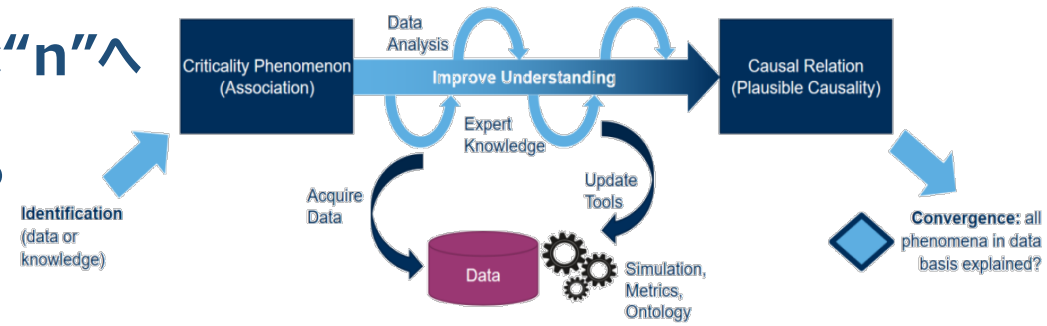 “n”へ
Data
Analysis
Criticality Phenomenon
(Association)
Improve Understanding
Causal Relation
(Plausible Causality)
Expert
Knowledge
Acquire
Data
Update
Tools
Identification
(data or
knowledge)
Data
Simulation,
Metrics,
Ontology
Convergence: all
phenomena in data
basis explained?